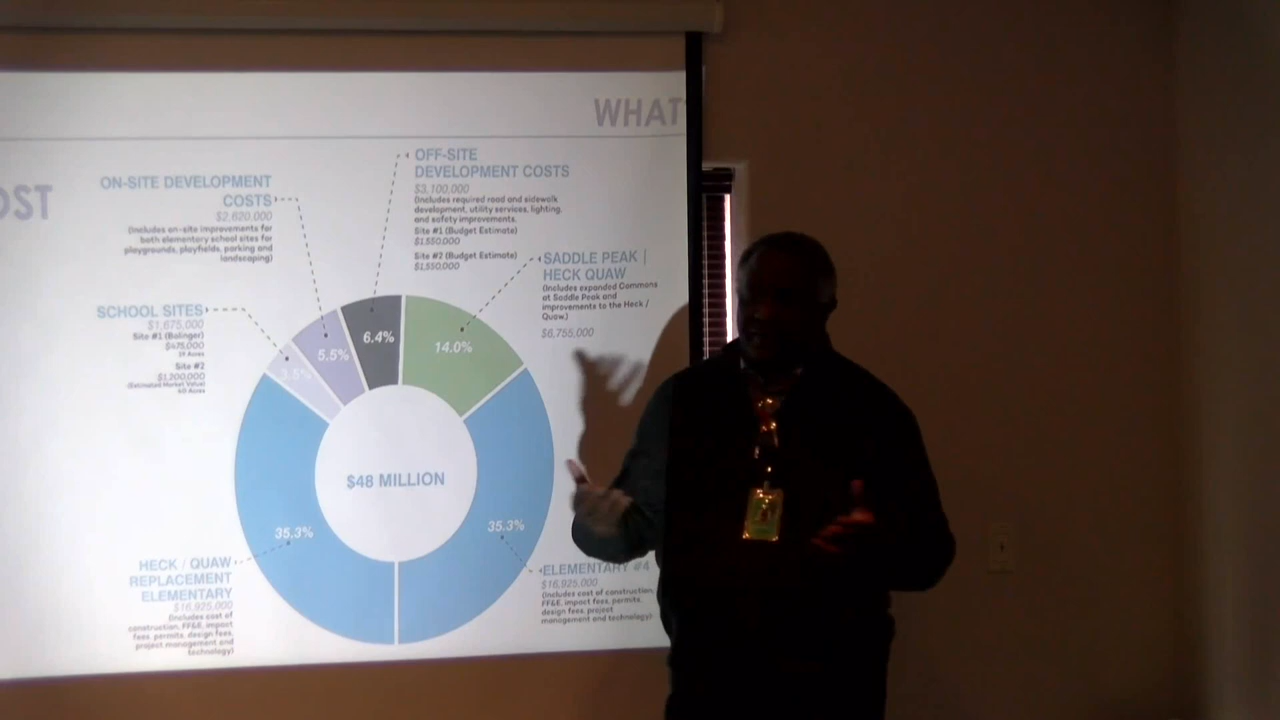 WHAT'
OST
ON-SITE DEVELOPMENT
COSTS
$2,620,000
(Includes on-site improvements for
both elementary school sites for
playgrounds, playfields, parking and
landscaping)
OFF-SITE
DEVELOPMENT COSTS
$3,100,000
(Includes required road and sidewalk
development, utility services, lighting,
and safety improvements.
Site #1 (Budget Estimate)
$1,550,000
Site #2 (Budget Estimate)
$1,550,000
SADDLE PEAK |
HECK QUAW
(Includes expanded Commons
at Saddle Peak and
improvements to the Heck /
Quaw.)
$6,755,000
SCHOOL SITES
$1,675,000
Site #1 (Bolinger)
$475,000
Site #2
$1,200,000
(Estimated Market Value)
3.5%
5.5%
6.4%
14.0%
$48 MILLION
35.3%
35.3%
HECK / QUAW
REPLACEMENT
ELEMENTARY
$16,925,000
(Includes cost of
construction, FF&E, impact
fees, permits, design fees,
project management and
technology)
ELEMENTARY #4
$16,925,000
(Includes cost of construction,
FF&E, impact fees, permits,
design fees, project
management and technology)